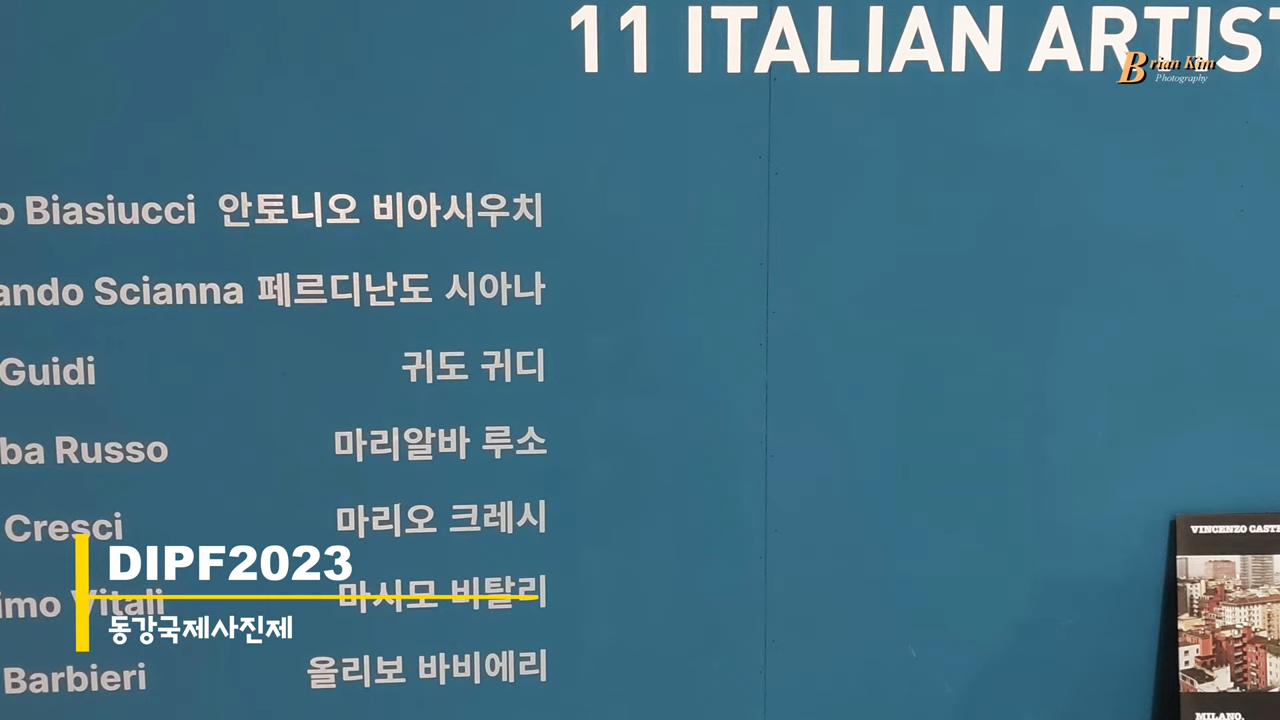 11 ITALIAN ARTIST
Brian Kim
Photography
o Biasiucci 안토니오 비아시우치
ando Scianna 페르디난도 시아나
Guidi 귀도 귀디
ba Russo 마리알바 루소
Cresci 마리오 크레시
DIPF2023
imo Vitali 마시모 비탈리
동강국제사진제
Barbieri 올리보 바비에리
VINCENZO CAST
MILANO,